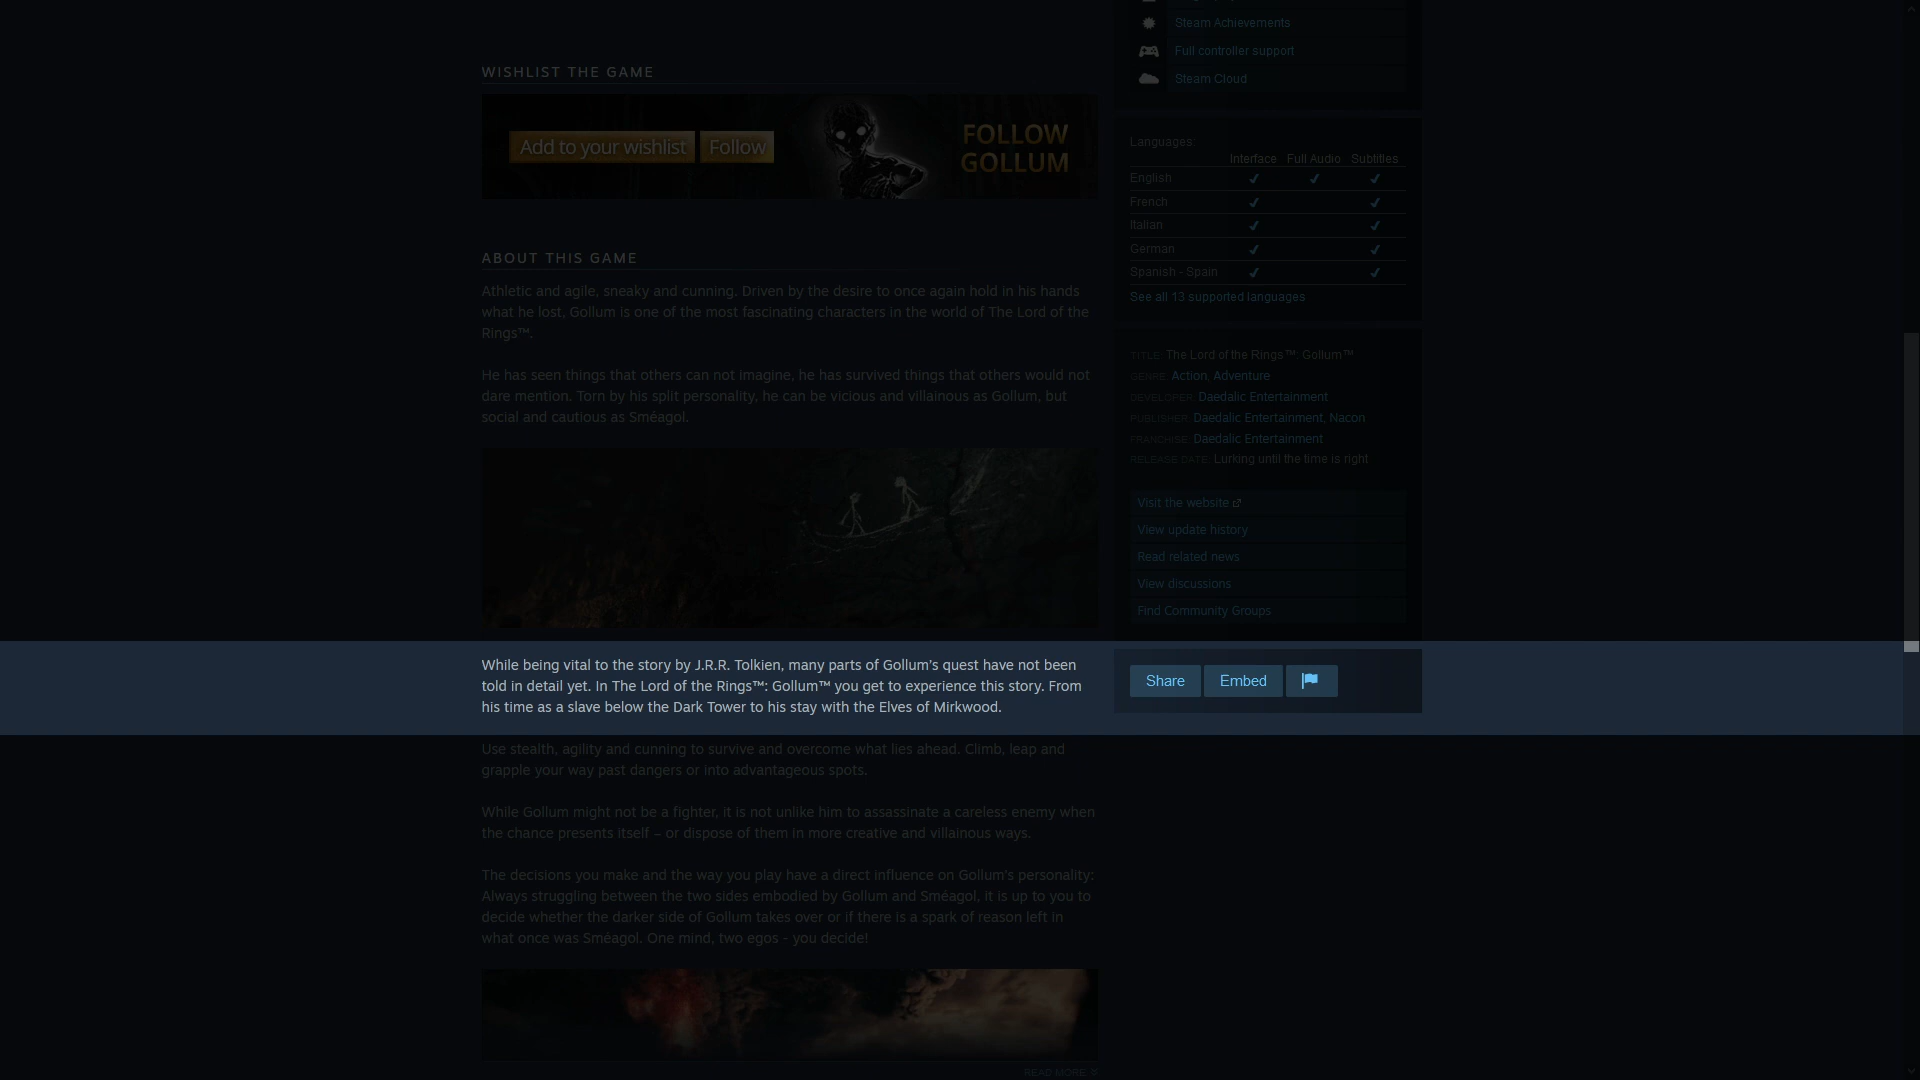 Steam Achievements
Full controller support
Steam Cloud
WISHLIST THE GAME
Add to your wishlist Follow
FOLLOW
GOLLUM
Languages:
Interface Full Audio Subtitles
English ✔ ✔ ✔
French ✔ ✔
Italian ✔ ✔
German ✔ ✔
Spanish - Spain ✔ ✔
See all 13 supported languages
ABOUT THIS GAME
Athletic and agile, sneaky and cunning. Driven by the desire to once again hold in his hands
what he lost, Gollum is one of the most fascinating characters in the world of The Lord of the
Rings™.
He has seen things that others can not imagine, he has survived things that others would not
dare mention. Torn by his split personality, he can be vicious and villainous as Gollum, but
social and cautious as Sméagol.
TITLE: The Lord of the Rings™: Gollum™
GENRE: Action, Adventure
DEVELOPER: Daedalic Entertainment
PUBLISHER: Daedalic Entertainment, Nacon
FRANCHISE: Daedalic Entertainment
RELEASE DATE: Lurking until the time is right
Visit the website
View update history
Read related news
View discussions
Find Community Groups
While being vital to the story by J.R.R. Tolkien, many parts of Gollum's quest have not been
told in detail yet. In The Lord of the Rings™: Gollum™ you get to experience this story. From
his time as a slave below the Dark Tower to his stay with the Elves of Mirkwood.
Share Embed
Use stealth, agility and cunning to survive and overcome what lies ahead. Climb, leap and
grapple your way past dangers or into advantageous spots.
While Gollum might not be a fighter, it is not unlike him to assassinate a careless enemy when
the chance presents itself – or dispose of them in more creative and villainous ways.
The decisions you make and the way you play have a direct influence on Gollum's personality:
Always struggling between the two sides embodied by Gollum and Sméagol, it is up to you to
decide whether the darker side of Gollum takes over or if there is a spark of reason left in
what once was Sméagol. One mind, two egos - you decide!
READ MORE